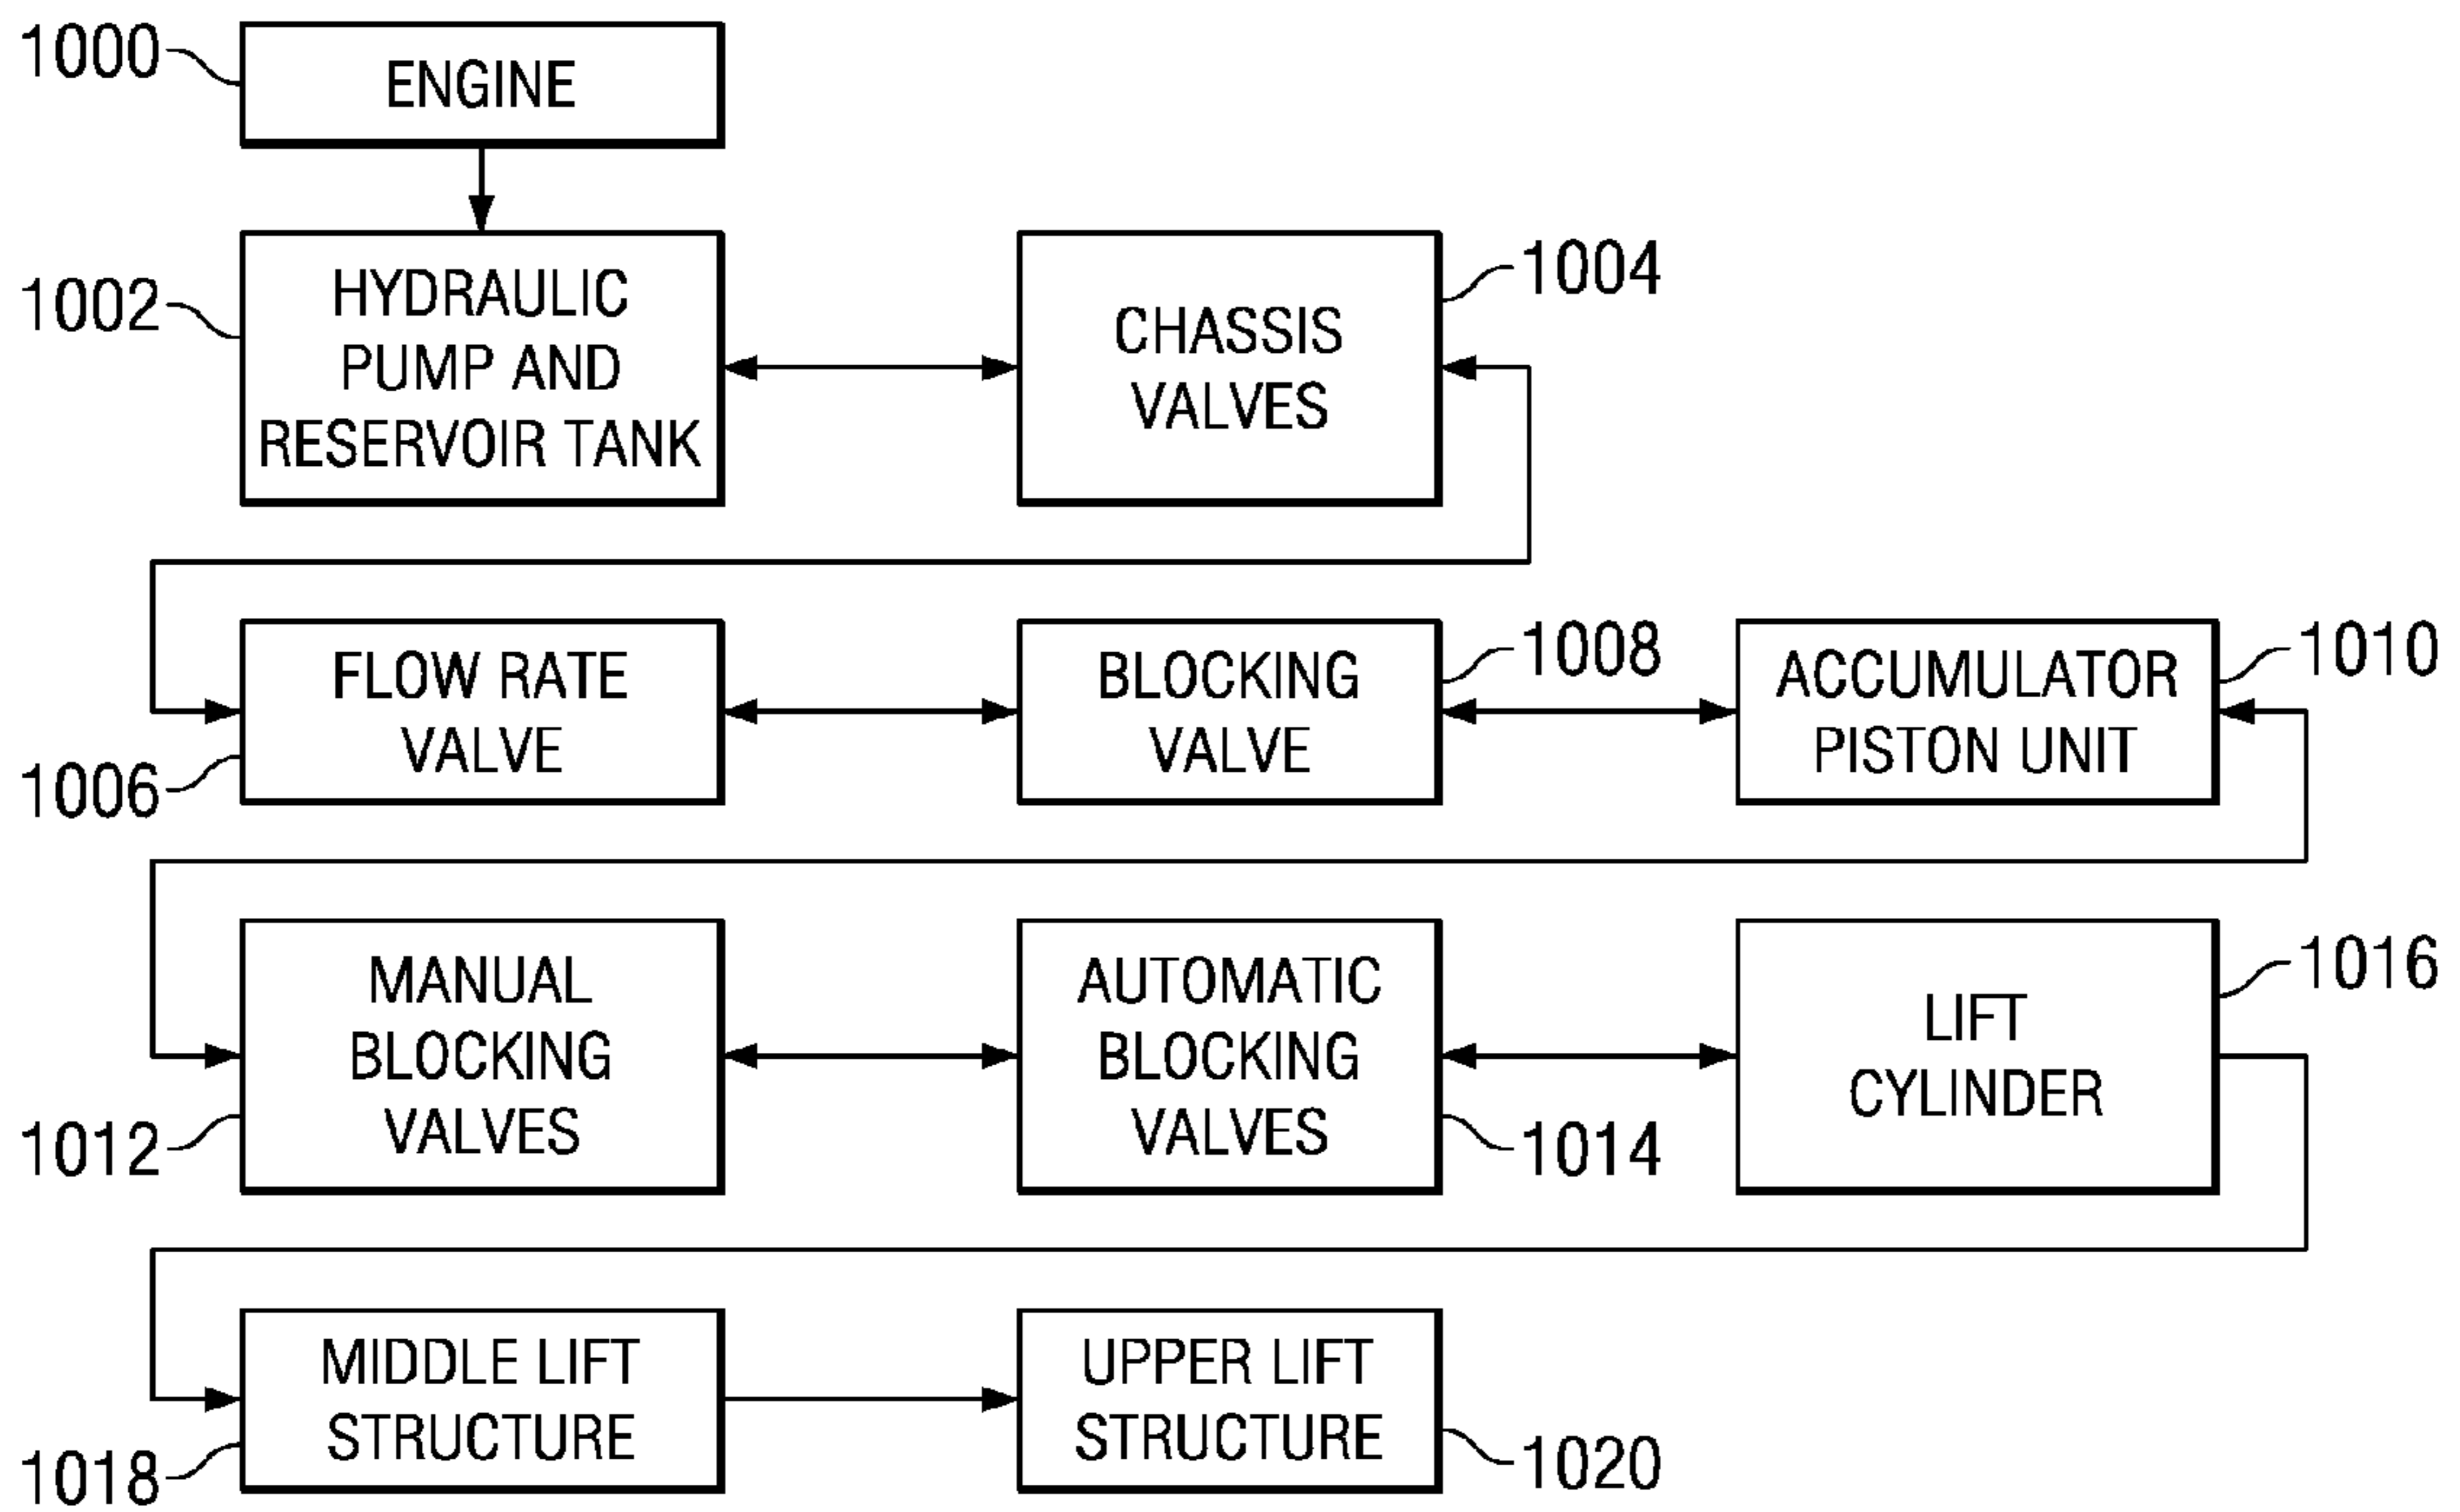 1000
ENGINE
1002
HYDRAULIC
PUMP AND
RESERVOIR TANK
1004
CHASSIS
VALVES
1006
FLOW RATE
VALVE
1008
BLOCKING
VALVE
1010
ACCUMULATOR
PISTON UNIT
1012
MANUAL
BLOCKING
VALVES
1014
AUTOMATIC
BLOCKING
VALVES
1016
LIFT
CYLINDER
1018
MIDDLE LIFT
STRUCTURE
1020
UPPER LIFT
STRUCTURE